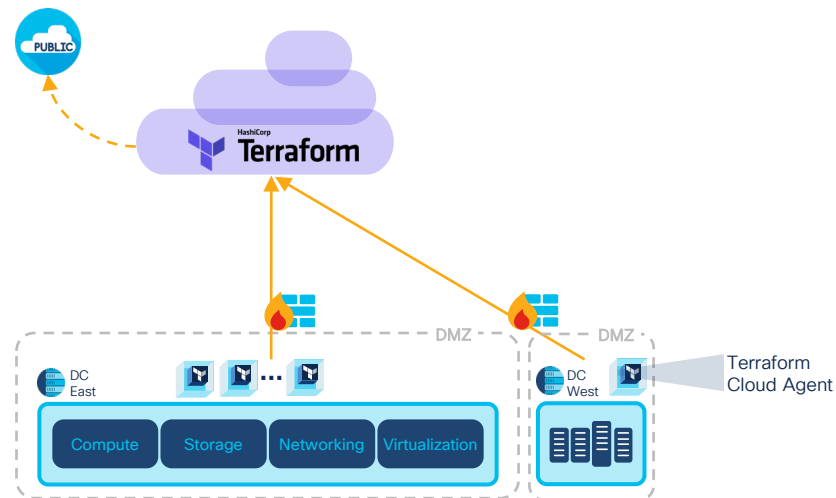 PUBLIC
HashiCorp
Terraform
DMZ
DMZ
DC
East
...
DC
West
Terraform
Cloud Agent
Compute
Storage
Networking
Virtualization